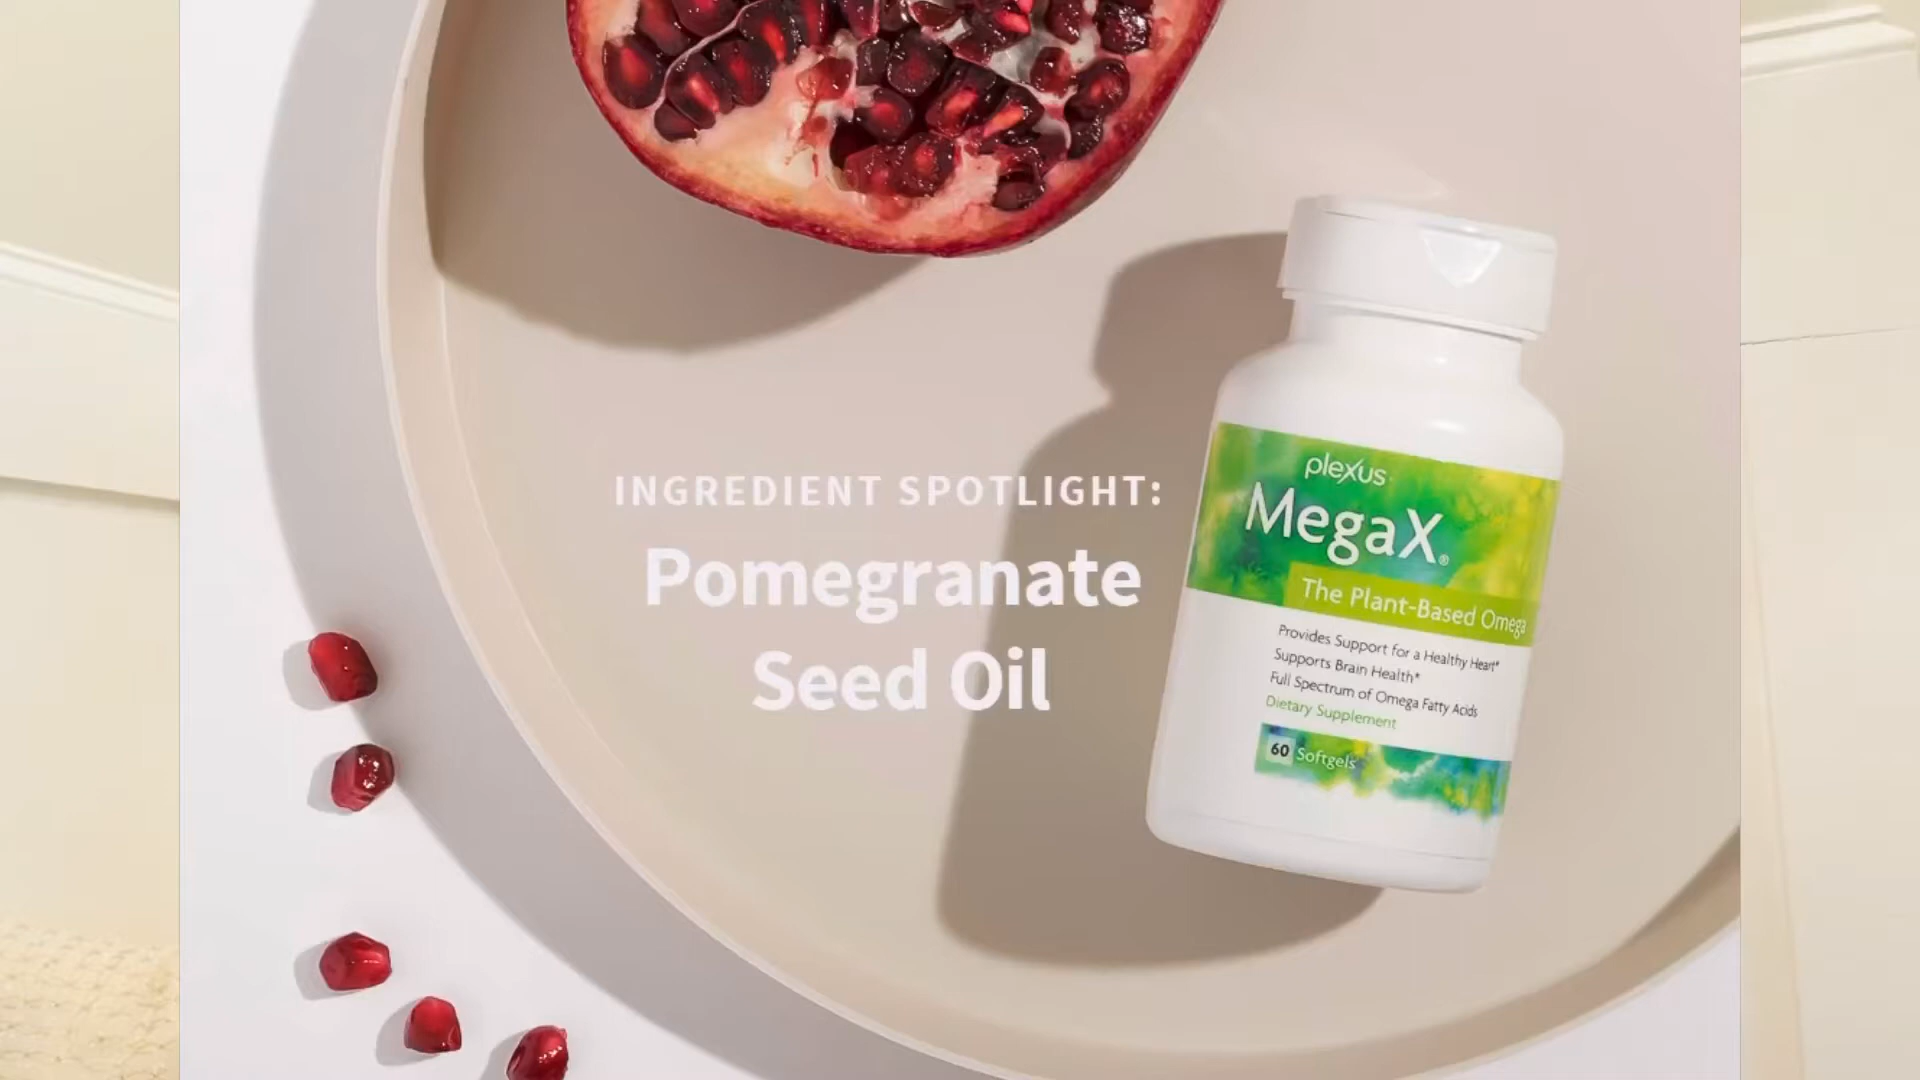 INGREDIENT SPOTLIGHT:
Pomegranate
Seed Oil
plexus
MegaX®
The Plant-Based Omega
Provides Support for a Healthy Heart*
Supports Brain Health*
Full Spectrum of Omega Fatty Acids
Dietary Supplement
60 Softgels